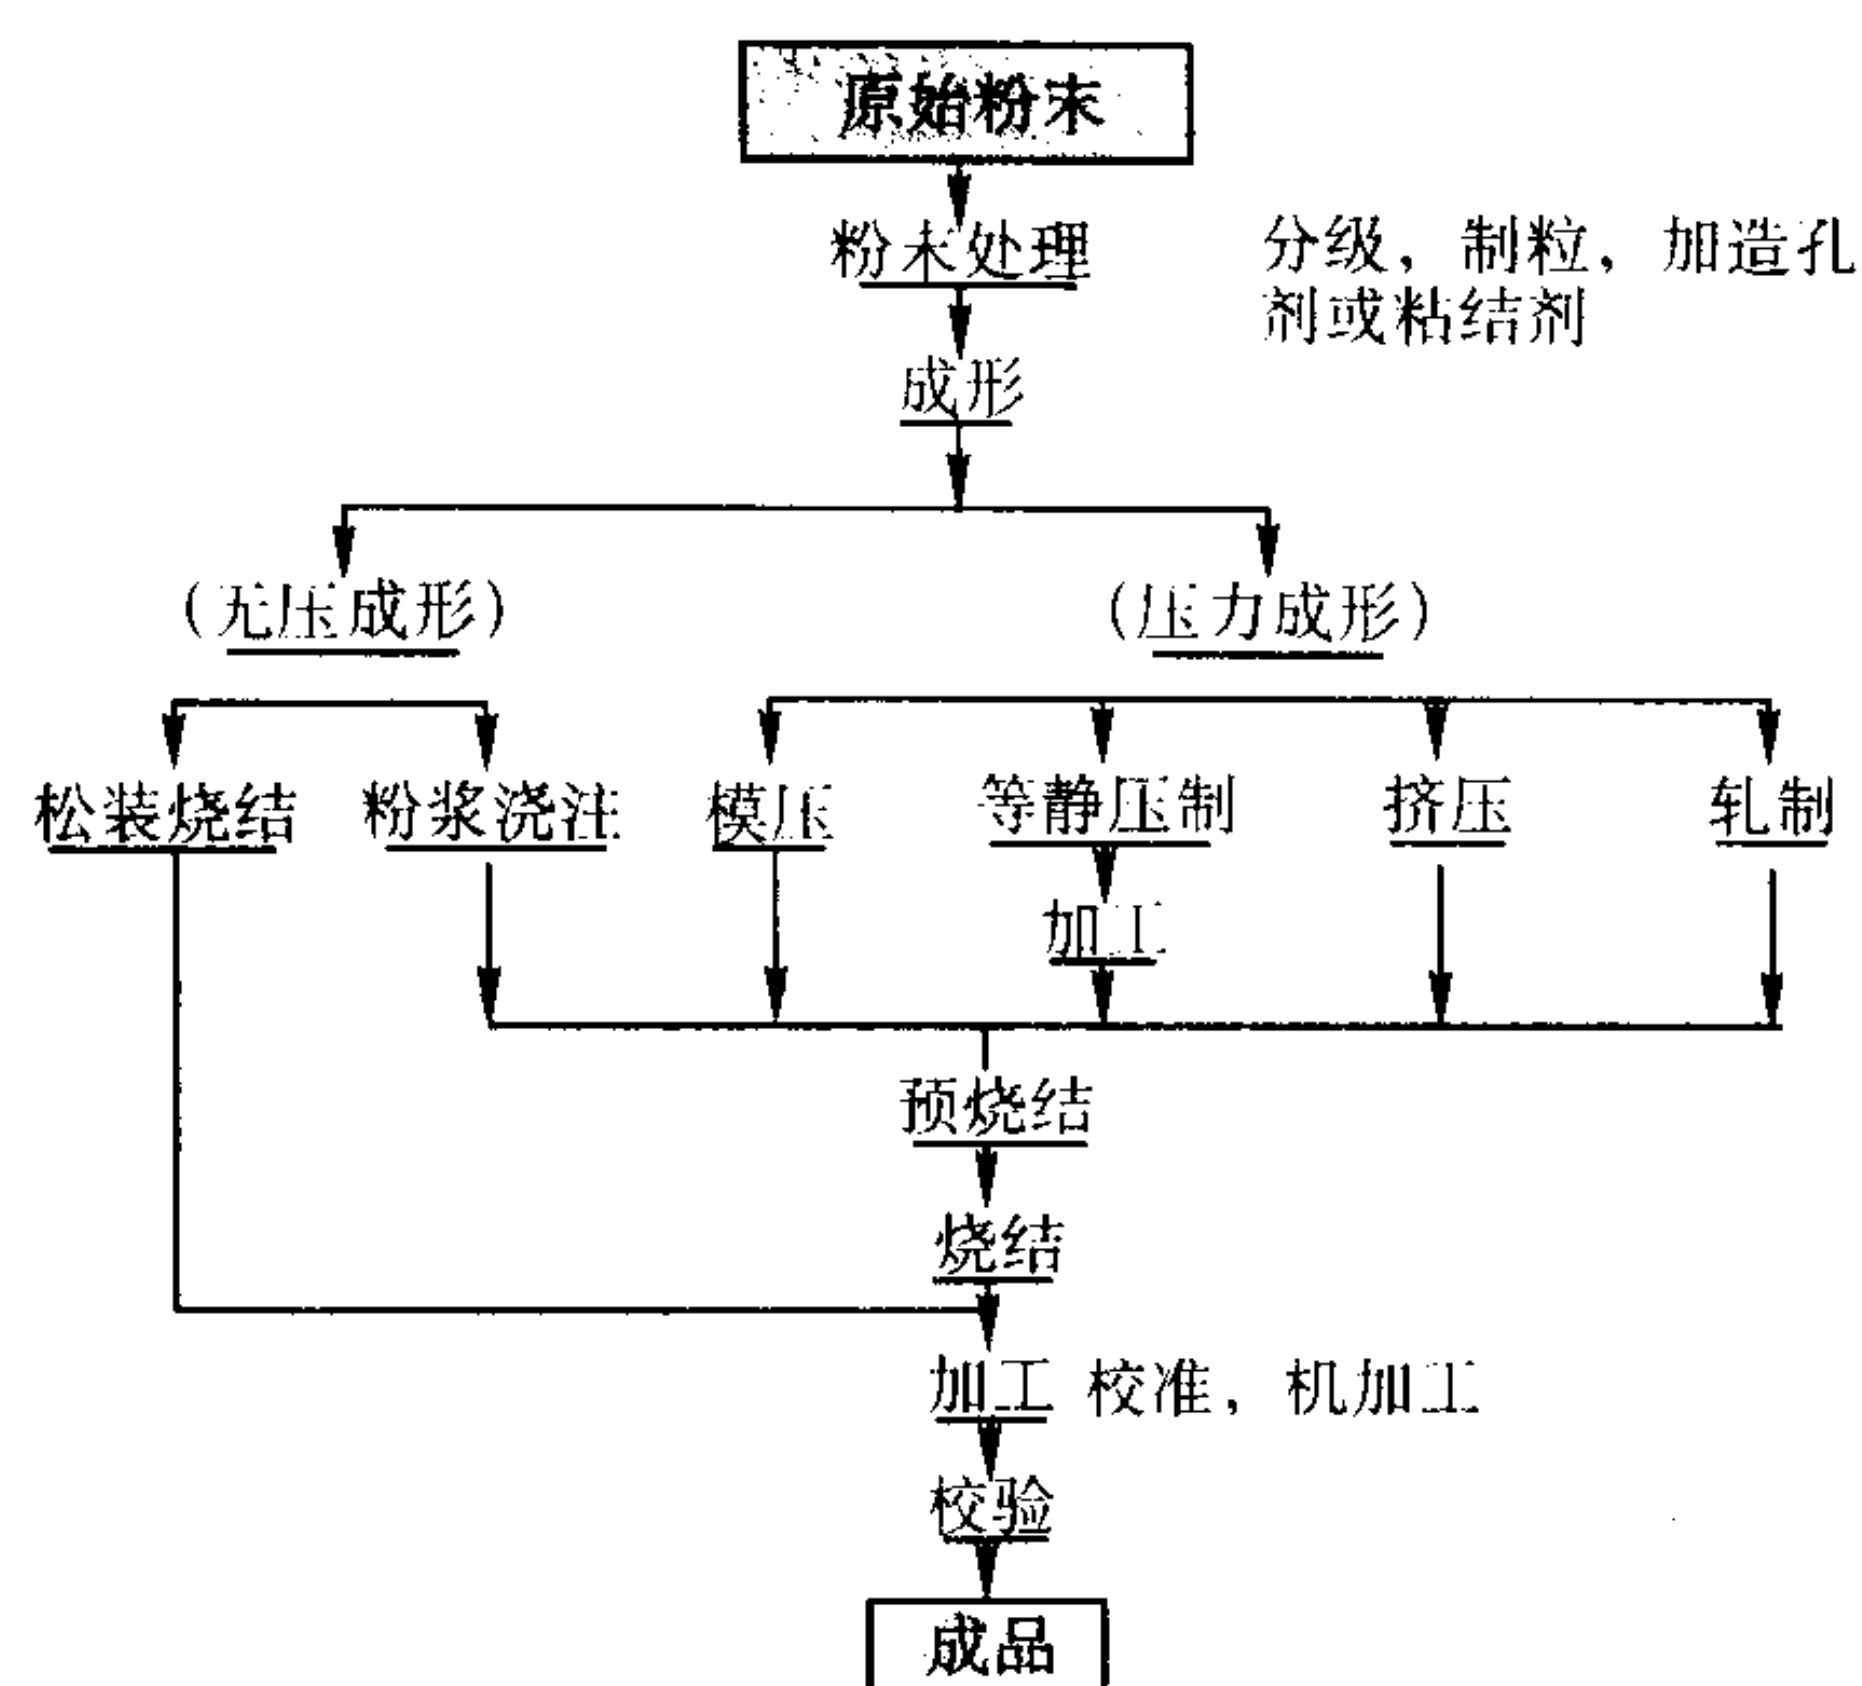 原始粉末
粉末处理
分级，制粒，加造孔
剂或粘结剂
成形
(无压成形)
(压力成形)
松装烧结
粉浆浇注
模压
等静压制
挤压
轧制
加工
预烧结
烧结
加工 校准，机加工
校验
成品